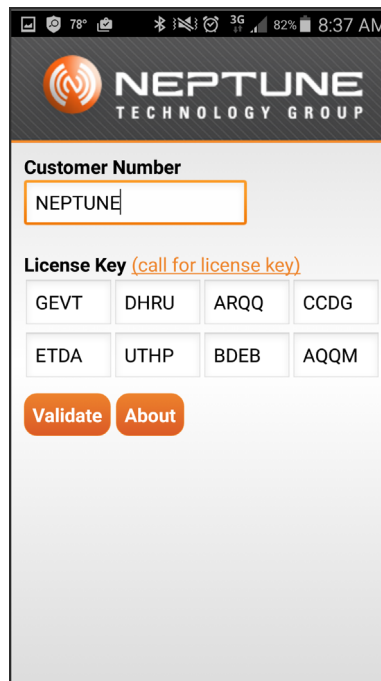 78° 3G 82% 8:37 AM
NEPTUNE
TECHNOLOGY GROUP
Customer Number
NEPTUNE
License Key (call for license key)
GEVT DHRU ARQQ CCDG
ETDA UTHP BDEB AQQM
Validate About